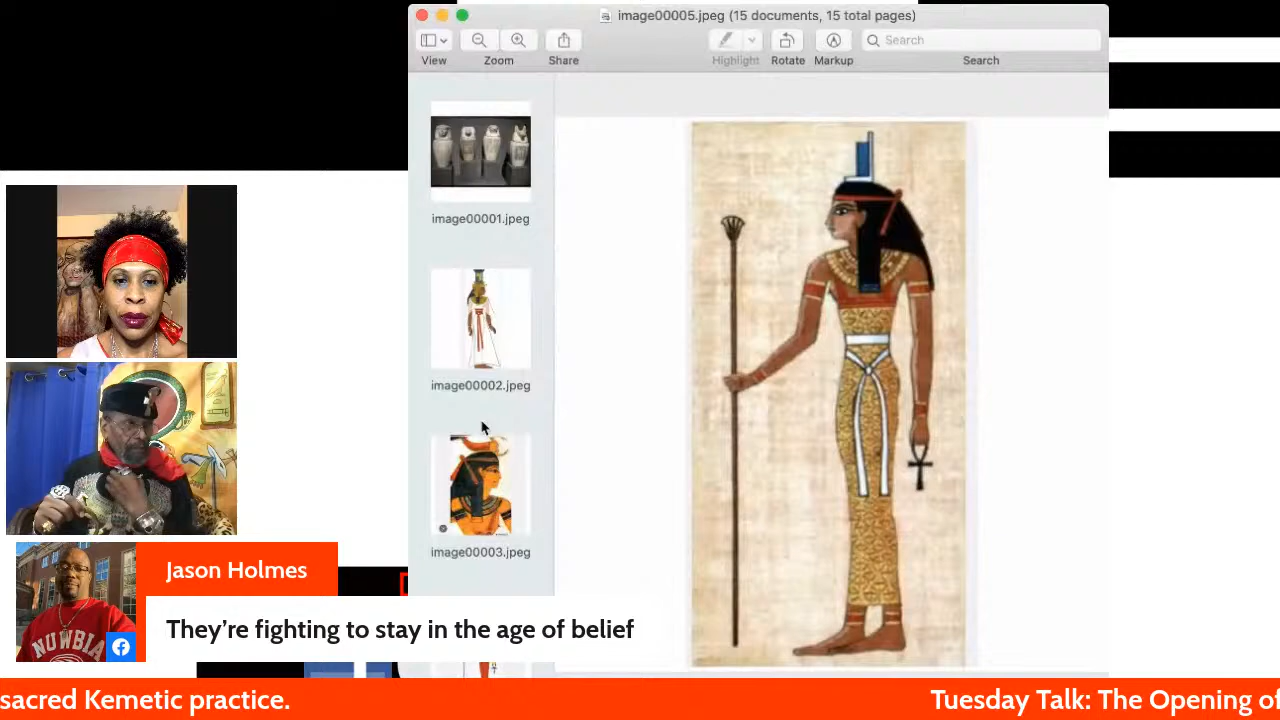 image00005.jpeg (15 documents, 15 total pages)
View
Zoom
Share
Highlight
Rotate
Markup
Search
Search
image00001.jpeg
image00002.jpeg
image00003.jpeg
Jason Holmes
NUWBIA
They're fighting to stay in the age of belief
sacred Kemetic practice.
Tuesday Talk: The Opening of